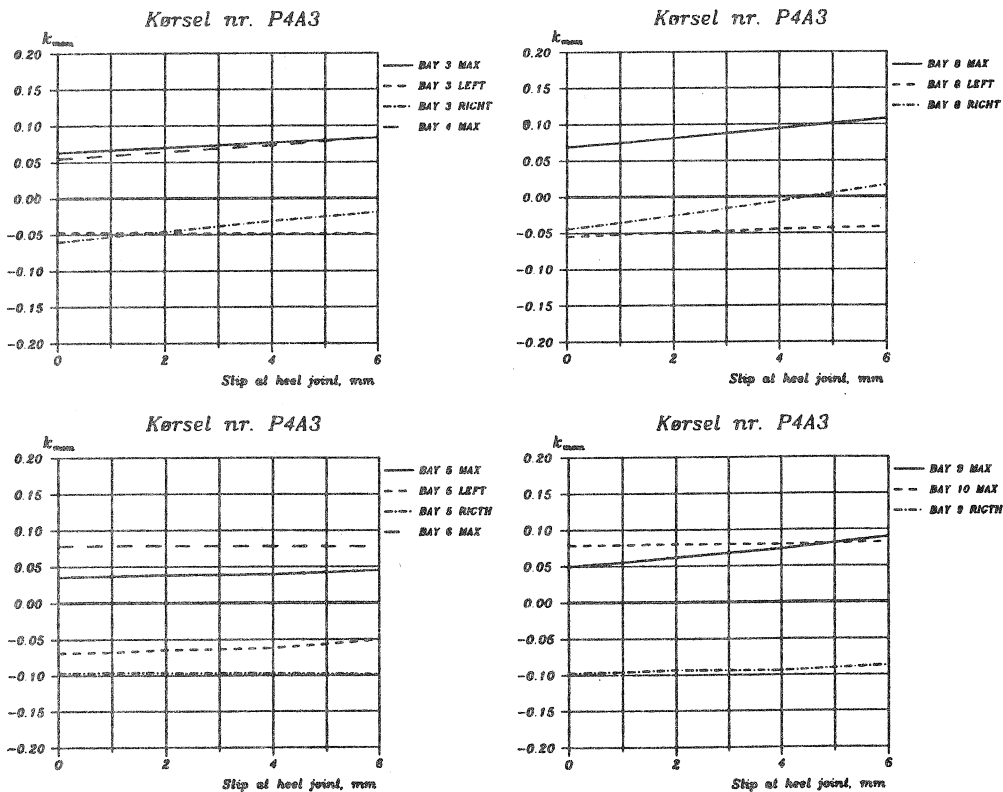 Kørsel nr. P4A3
k mom
0.20
0.15
0.10
0.05
0.00
-0.05
-0.10
-0.15
-0.20
0 2 4 6
Slip at heel joint, mm
BAY 3 MAX
BAY 3 LEFT
BAY 3 RIGHT
BAY 4 MAX
Kørsel nr. P4A3
k mom
0.20
0.15
0.10
0.05
0.00
-0.05
-0.10
-0.15
-0.20
0 2 4 6
Slip at heel joint, mm
BAY 8 MAX
BAY 8 LEFT
BAY 8 RIGHT
Kørsel nr. P4A3
k mom
0.20
0.15
0.10
0.05
0.00
-0.05
-0.10
-0.15
-0.20
0 2 4 6
Slip at heel joint, mm
BAY 5 MAX
BAY 5 LEFT
BAY 5 RICTH
BAY 6 MAX
Kørsel nr. P4A3
k mom
0.20
0.15
0.10
0.05
0.00
-0.05
-0.10
-0.15
-0.20
0 2 4 6
Slip at heel joint, mm
BAY 9 MAX
BAY 10 MAX
BAY 9 RIGTH